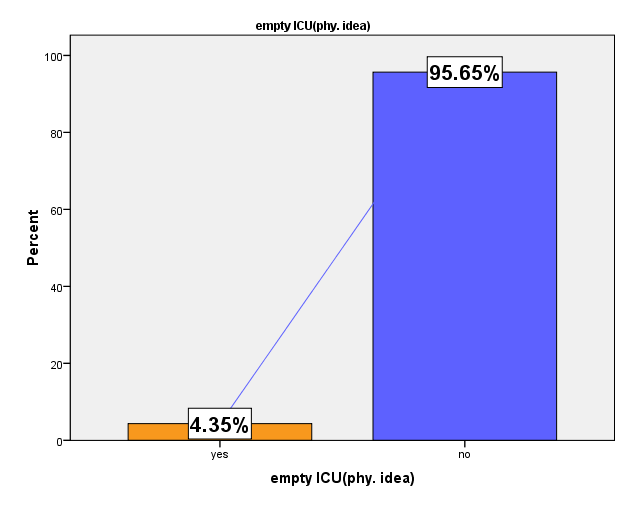 empty ICU(phy. idea)
100
95.65%
80
60
Percent
40
20
4.35%
0
yes
no
empty ICU(phy. idea)